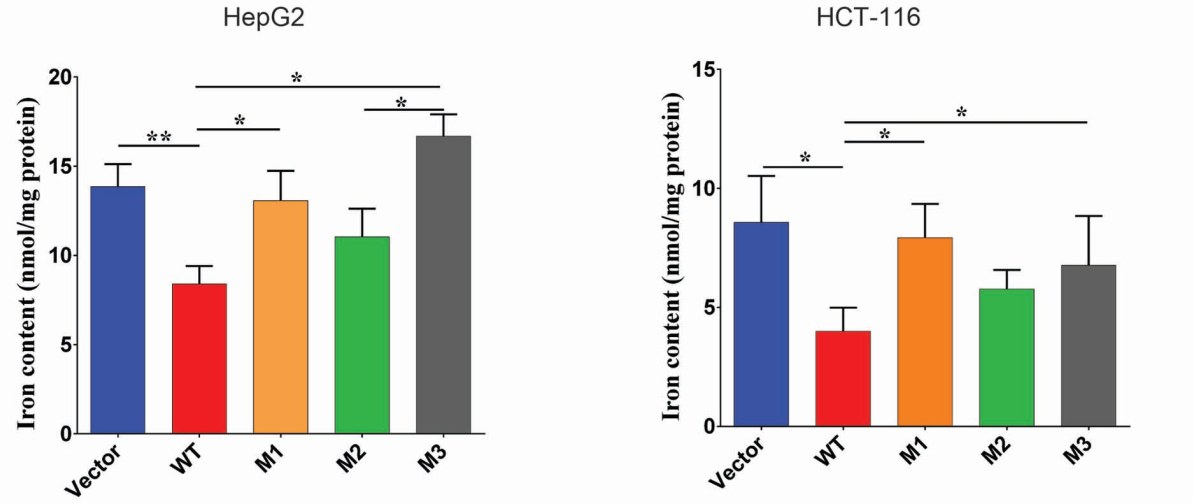 HepG2
Iron content (nmol/mg protein)
20
15
10
5
0
*
*
**
*
Vector
WT
M1
M2
M3
HCT-116
Iron content (nmol/mg protein)
15
10
5
0
*
*
*
Vector
WT
M1
M2
M3